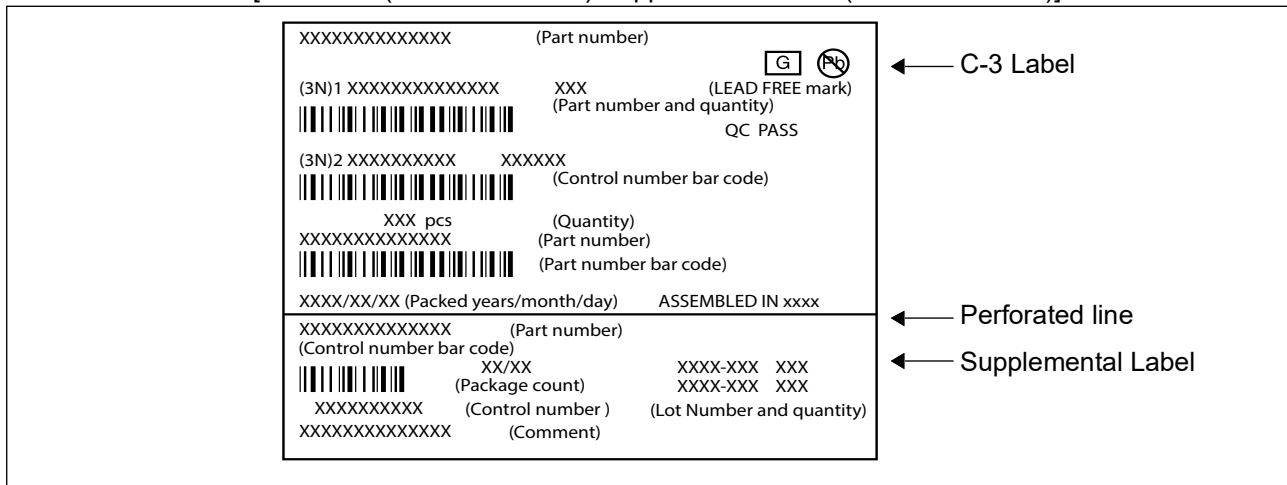 XXXXXXXXXXXXXX (Part number)
G Pb
C-3 Label
(3N)1 XXXXXXXXXXXXXX XXX (LEAD FREE mark)
(Part number and quantity)
QC PASS
(3N)2 XXXXXXXXXX XXXXXX
(Control number bar code)
XXX pcs (Quantity)
XXXXXXXXXXXXXX (Part number)
(Part number bar code)
XXXX/XX/XX (Packed years/month/day) ASSEMBLED IN xxxx
Perforated line
XXXXXXXXXXXXXX (Part number)
(Control number bar code)
Supplemental Label
XX/XX XXXX-XXX XXX
(Package count) XXXX-XXX XXX
XXXXXXXXXX (Control number ) (Lot Number and quantity)
XXXXXXXXXXXXXX (Comment)